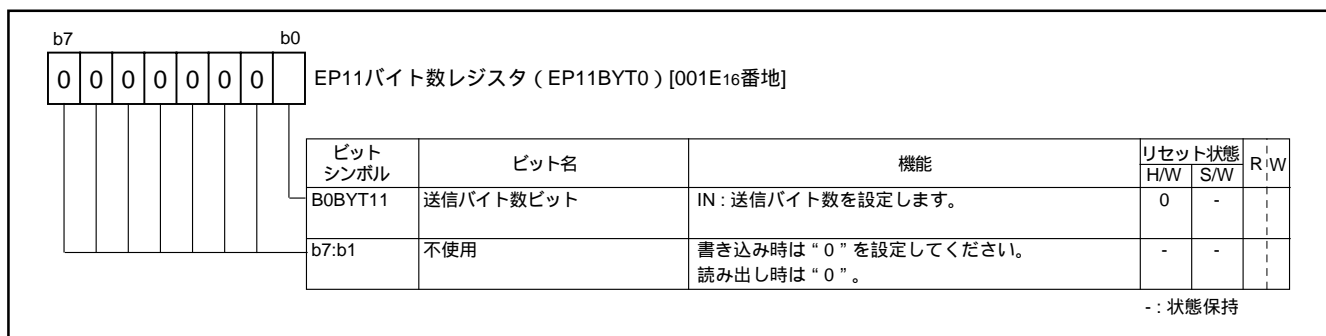 b7 b0
0 0 0 0 0 0 0 EP11バイト数レジスタ(EP11BYT0)[001E16番地]
ビット シンボル ビット名 機能 リセット状態 H/W S/W R W
B0BYT11 送信バイト数ビット IN : 送信バイト数を設定します。 0 -
b7:b1 不使用 書き込み時は“0”を設定してください。 - -
読み出し時は“0”。
- : 状態保持